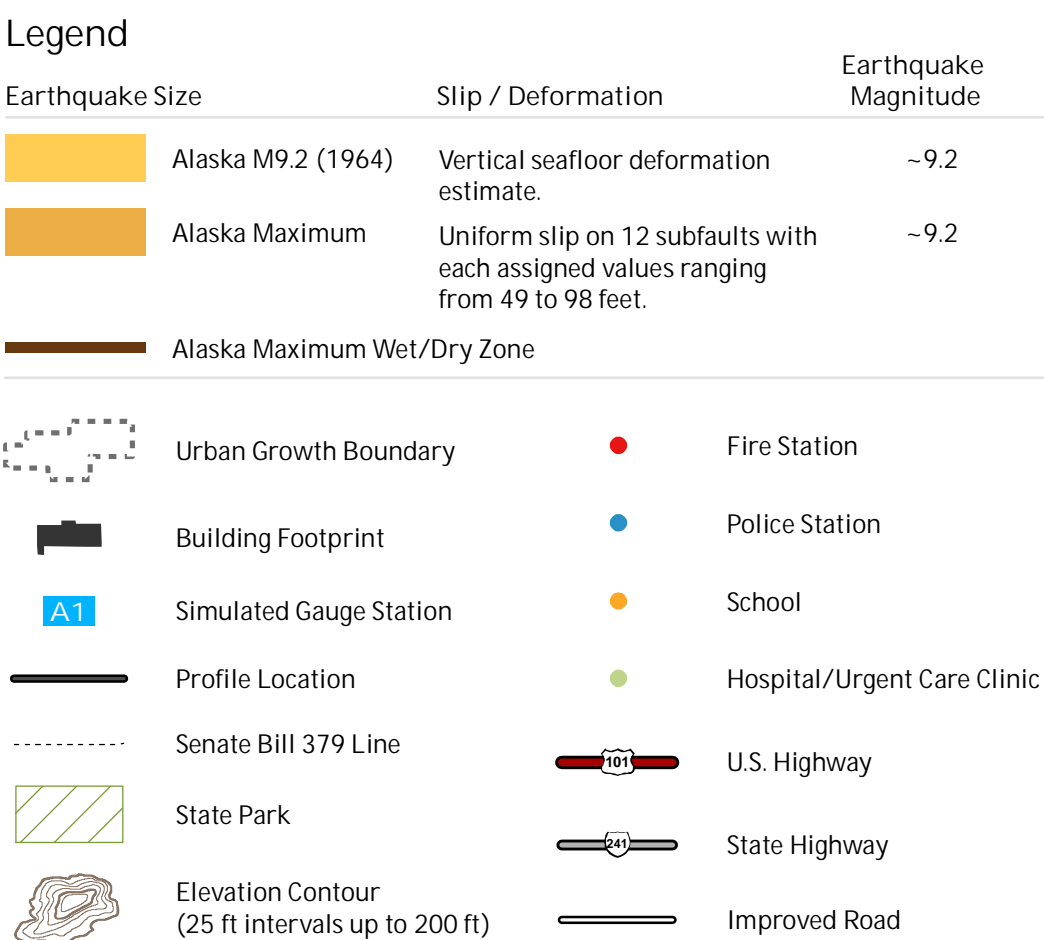 Legend
Earthquake Size
Slip / Deformation
Earthquake
Magnitude
Alaska M9.2 (1964)
Vertical seafloor deformation
estimate.
~9.2
Alaska Maximum
Uniform slip on 12 subfaults with
each assigned values ranging
from 49 to 98 feet.
~9.2
Alaska Maximum Wet/Dry Zone
Urban Growth Boundary
Fire Station
Building Footprint
Police Station
A1
Simulated Gauge Station
School
Profile Location
Hospital/Urgent Care Clinic
Senate Bill 379 Line
101
U.S. Highway
State Park
241
State Highway
Elevation Contour
(25 ft intervals up to 200 ft)
Improved Road